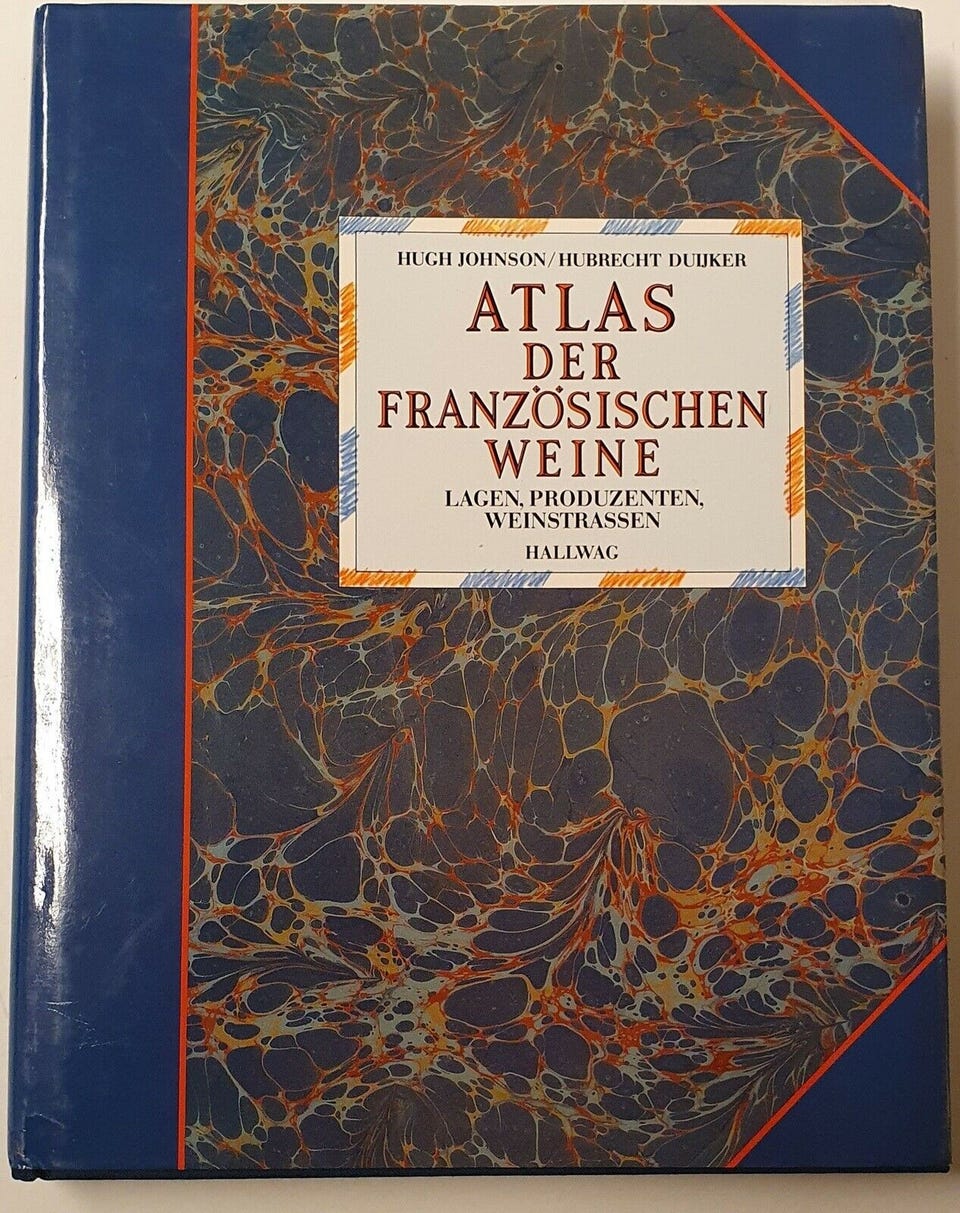 HUGH JOHNSON/HUBRECHT DUIJKER
ATLAS
DER
FRANZÖSISCHEN
WEINE
LAGEN, PRODUZENTEN,
WEINSTRASSEN
HALLWAG